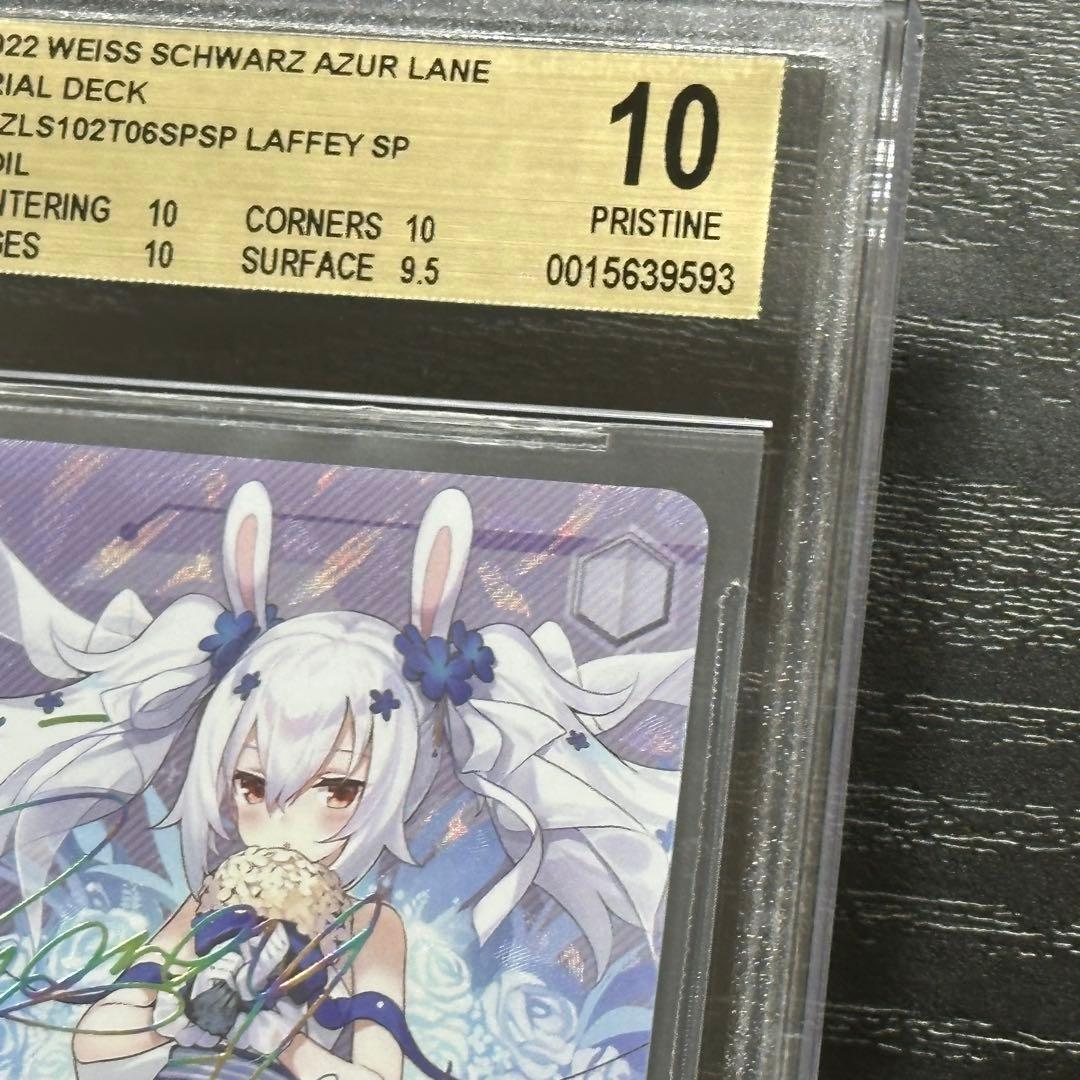 022 WEISS SCHWARZ AZUR LANE
RIAL DECK
ZLS102T06SPSP LAFFEY SP
OIL
NTERING 10 CORNERS 10
GES 10 SURFACE 9.5
10
PRISTINE
0015639593